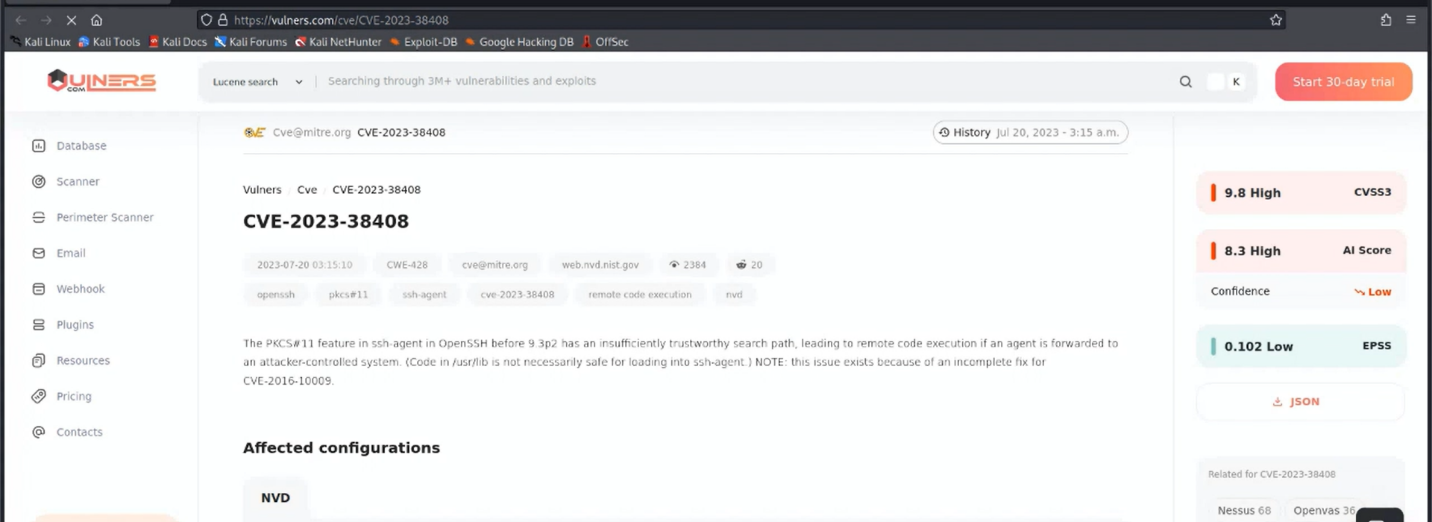 https://vulners.com/cve/CVE-2023-38408
Kali Linux Kali Tools Kali Docs Kali Forums Kali NetHunter Exploit-DB Google Hacking DB OffSec
VULNERS .COM Lucene search Searching through 3M+ vulnerabilities and exploits K Start 30-day trial
Cve@mitre.org CVE-2023-38408 History Jul 20, 2023 - 3:15 a.m.
Database
Scanner
Perimeter Scanner
Email
Webhook
Plugins
Resources
Pricing
Contacts
Vulners / Cve / CVE-2023-38408
CVE-2023-38408
2023-07-20 03:15:10 CWE-428 cve@mitre.org web.nvd.nist.gov 2384 20
openssh pkcs#11 ssh-agent cve-2023-38408 remote code execution nvd
The PKCS#11 feature in ssh-agent in OpenSSH before 9.3p2 has an insufficiently trustworthy search path, leading to remote code execution if an agent is forwarded to
an attacker-controlled system. (Code in /usr/lib is not necessarily safe for loading into ssh-agent.) NOTE: this issue exists because of an incomplete fix for
CVE-2016-10009.
Affected configurations
NVD
9.8 High CVSS3
8.3 High AI Score
Confidence Low
0.102 Low EPSS
JSON
Related for CVE-2023-38408
Nessus 68 Openvas 36